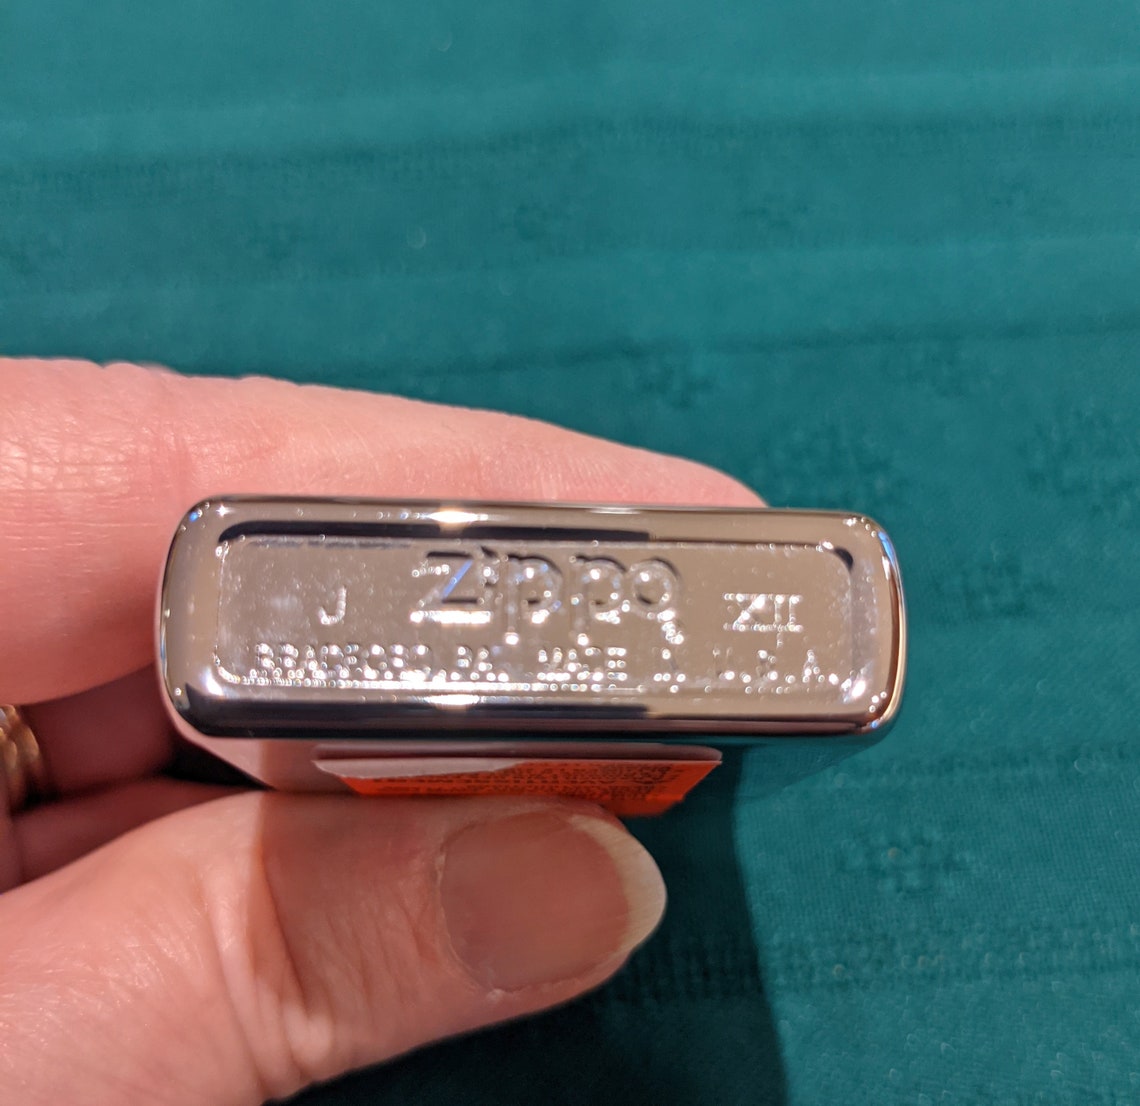 J Zippo XII
BRADFORD, PA. MADE IN U.S.A.